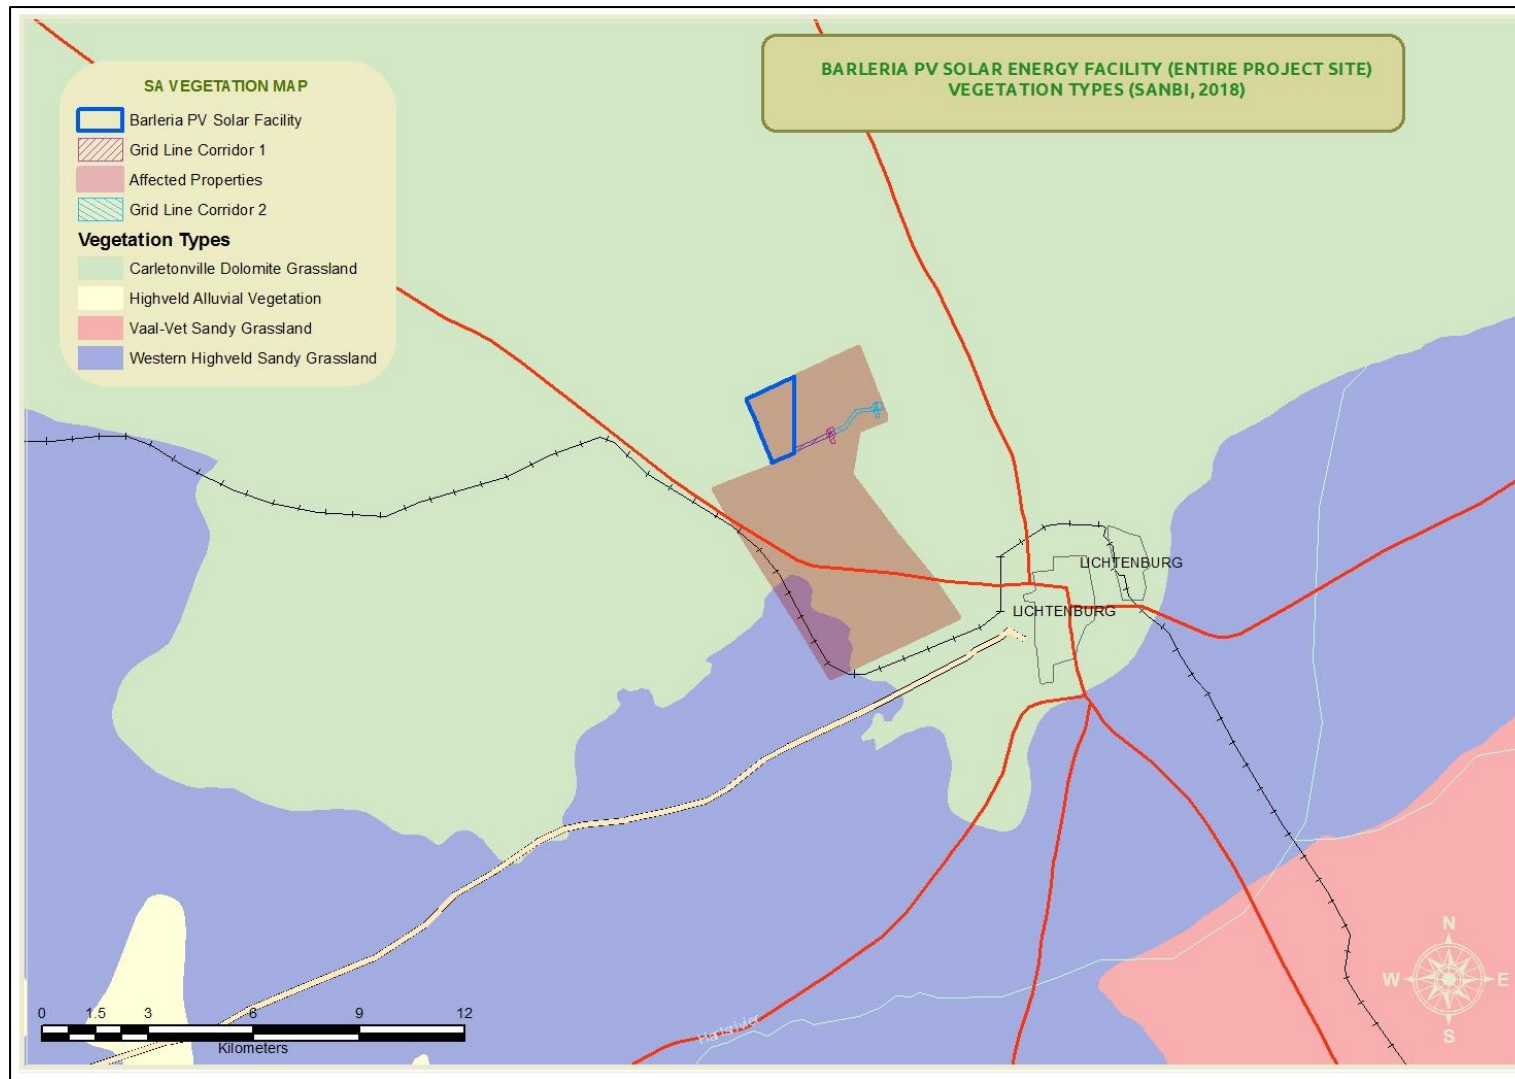 BARLERIA PV SOLAR ENERGY FACILITY (ENTIRE PROJECT SITE)
VEGETATION TYPES (SANBI, 2018)
SA VEGETATION MAP
Barleria PV Solar Facility
Grid Line Corridor 1
Affected Properties
Grid Line Corridor 2
Vegetation Types
Carletonville Dolomite Grassland
Highveld Alluvial Vegetation
Vaal-Vet Sandy Grassland
Western Highveld Sandy Grassland
LICHTENBURG
LICHTENBURG
N
W E
S
0 1.5 3 6 9 12
Kilometers